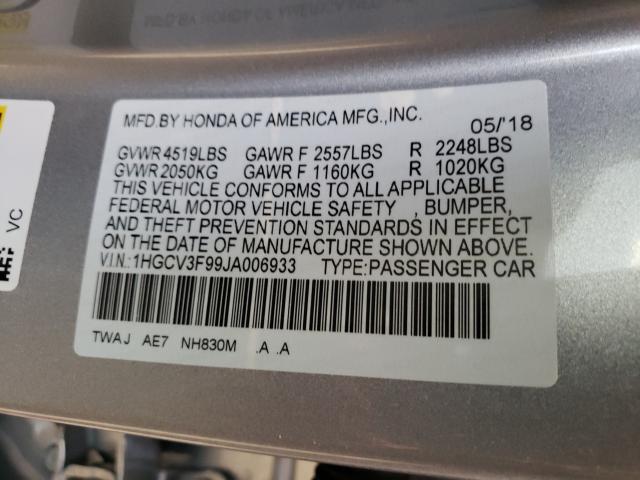 MFD.BY HONDA OF AMERICA MFG.,INC. 05/'18
GVWR 4519LBS GAWR F 2557LBS R 2248LBS
GVWR 2050KG GAWR F 1160KG R 1020KG
THIS VEHICLE CONFORMS TO ALL APPLICABLE
FEDERAL MOTOR VEHICLE SAFETY , BUMPER,
AND THEFT PREVENTION STANDARDS IN EFFECT
ON THE DATE OF MANUFACTURE SHOWN ABOVE.
V.I.N.:1HGCV3F99JA006933 TYPE:PASSENGER CAR
TWAJ AE7 NH830M .A .A
VC